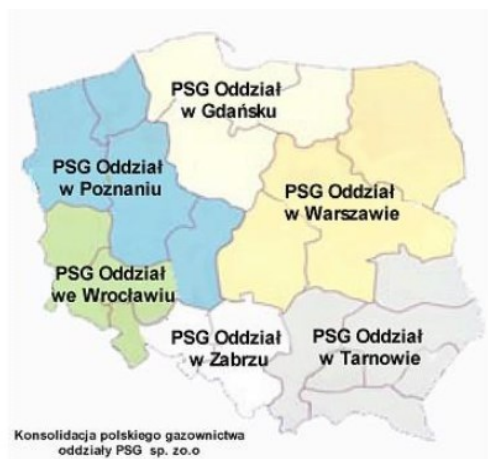 PSG Oddział
w Gdańsku
PSG Oddział
w Poznaniu
PSG Oddział
w Warszawie
PSG Oddział
we Wrocławiu
PSG Oddział
w Zabrzu
PSG Oddział
w Tarnowie
Konsolidacja polskiego gazownictwa
oddziały PSG sp. zo.o